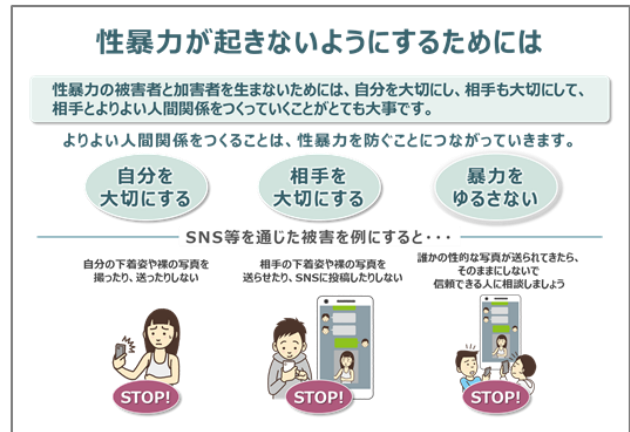 性暴力が起きないようにするためには
性暴力の被害者と加害者を生まないためには、自分を大切にし、相手も大切にして、
相手とよりよい人間関係をつくっていくことがとても大事です。
よりよい人間関係をつくることは、性暴力を防ぐことにつながっていきます。
自分を
大切にする
相手を
大切にする
暴力を
ゆるさない
SNS等を通じた被害を例にすると・・・
自分の下着姿や裸の写真を
撮ったり、送ったりしない
相手の下着姿や裸の写真を
送らせたり、SNSに投稿したりしない
誰かの性的な写真が送られてきたら、
そのままにしないで
信頼できる人に相談しましょう
STOP!
STOP!
STOP!